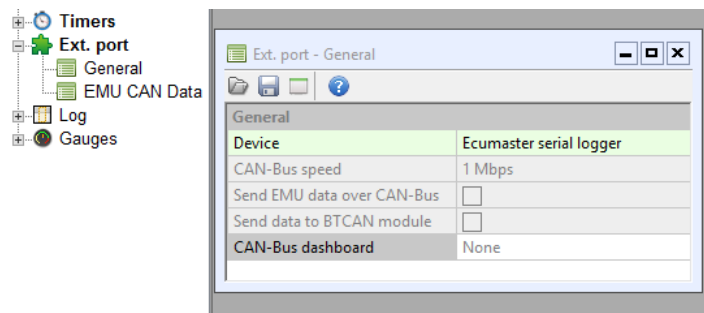 Timers
Ext. port
General
EMU CAN Data
Log
Gauges
Ext. port - General
General
Device Ecumaster serial logger
CAN-Bus speed 1 Mbps
Send EMU data over CAN-Bus
Send data to BTCAN module
CAN-Bus dashboard None